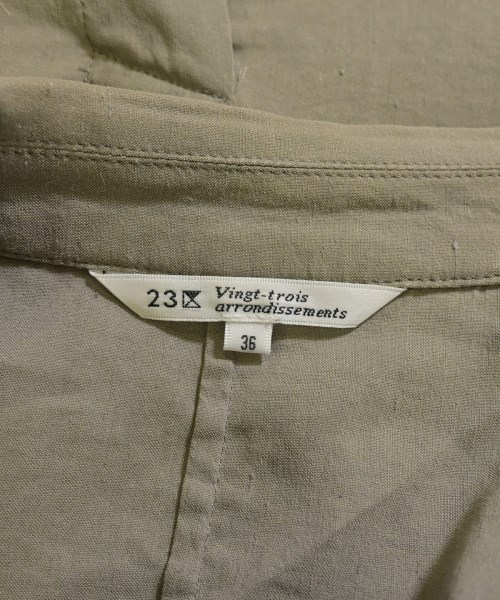 23区 Vingt-trois
arrondissements
36